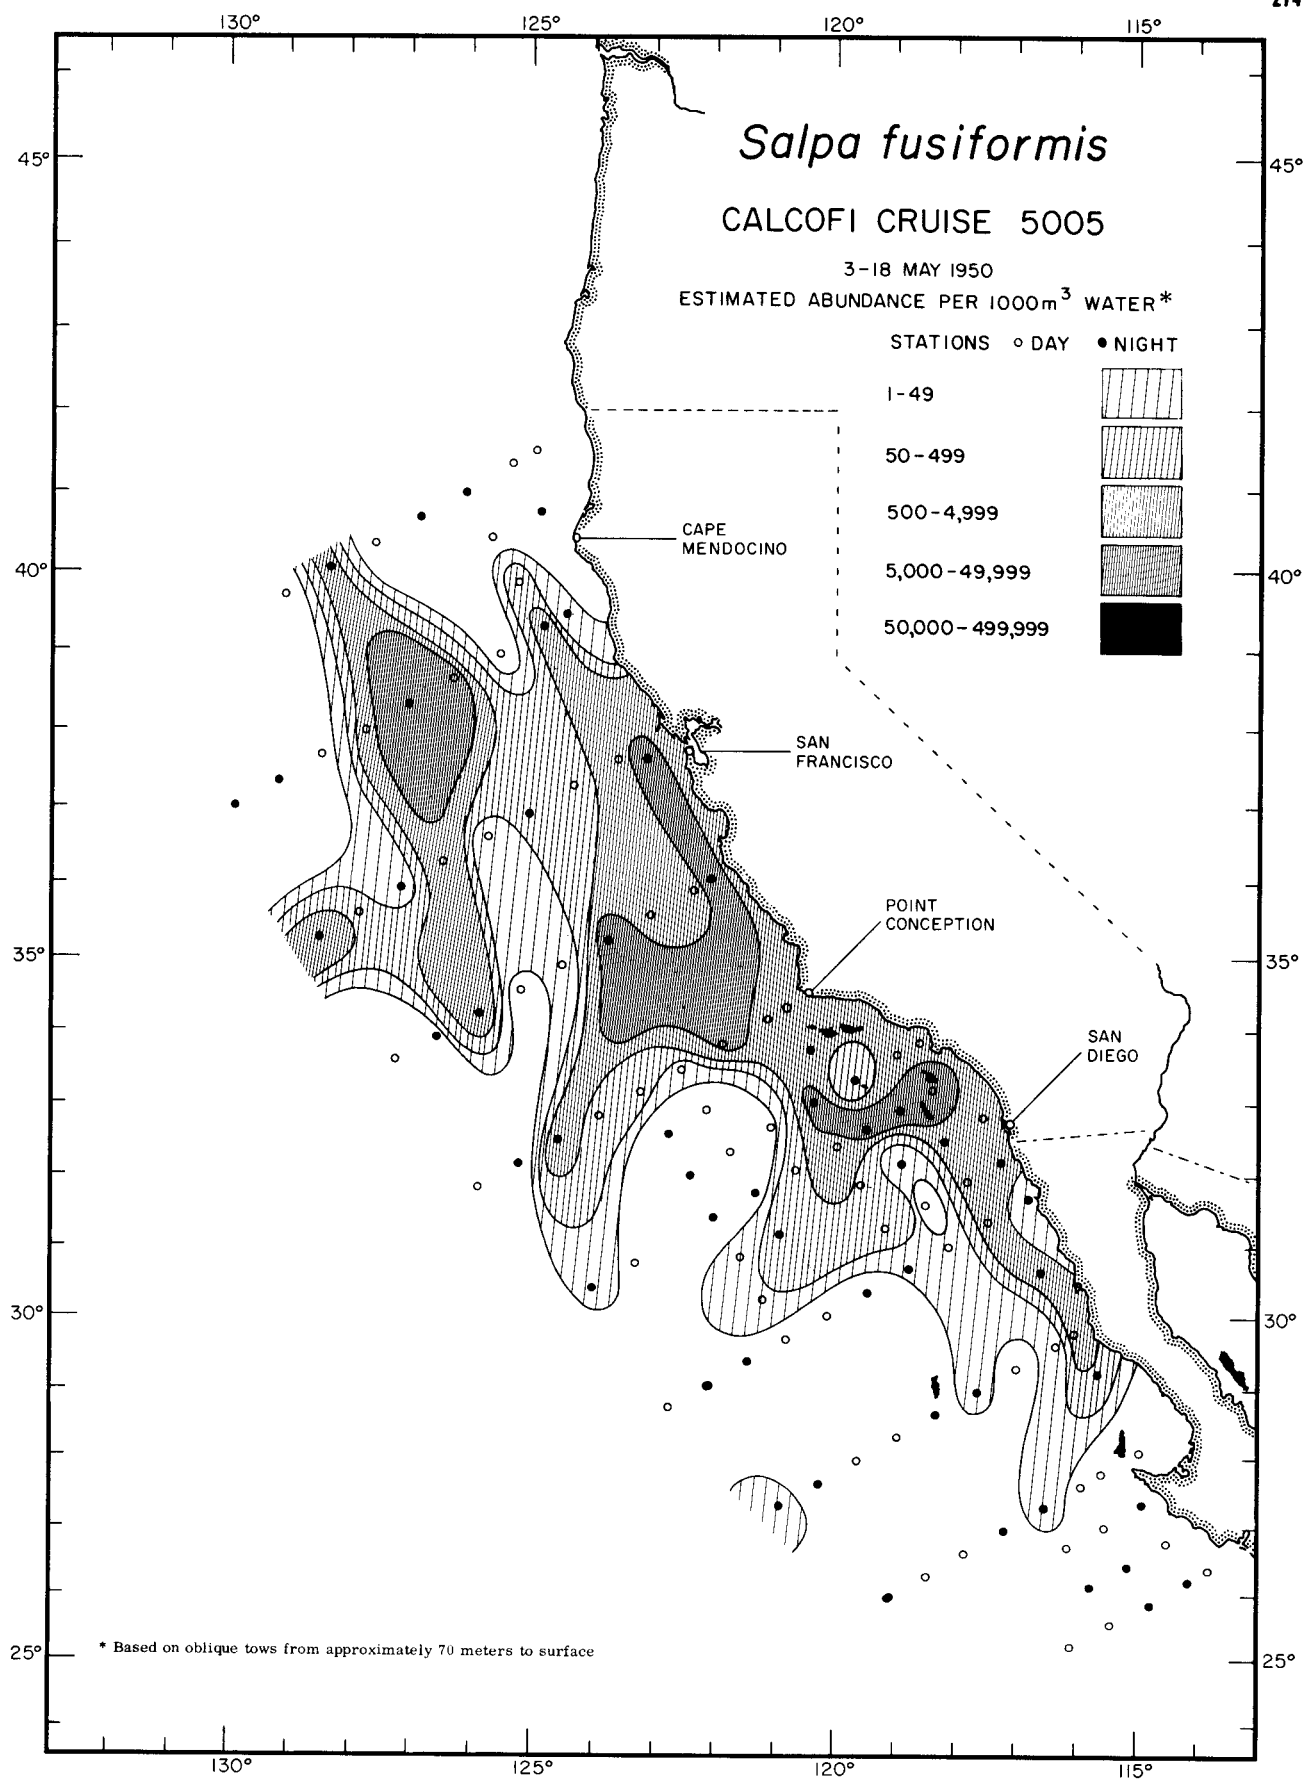 274
130° 125° 120° 115°
Salpa fusiformis
45° 45°
CALCOFI CRUISE 5005
3-18 MAY 1950
ESTIMATED ABUNDANCE PER 1000m³ WATER*
STATIONS ○ DAY ● NIGHT
1-49
50-499
500-4,999
5,000-49,999
50,000-499,999
CAPE
MENDOCINO
40° 40°
SAN
FRANCISCO
POINT
CONCEPTION
35° 35°
SAN
DIEGO
30° 30°
* Based on oblique tows from approximately 70 meters to surface
25° 25°
130° 125° 120° 115°